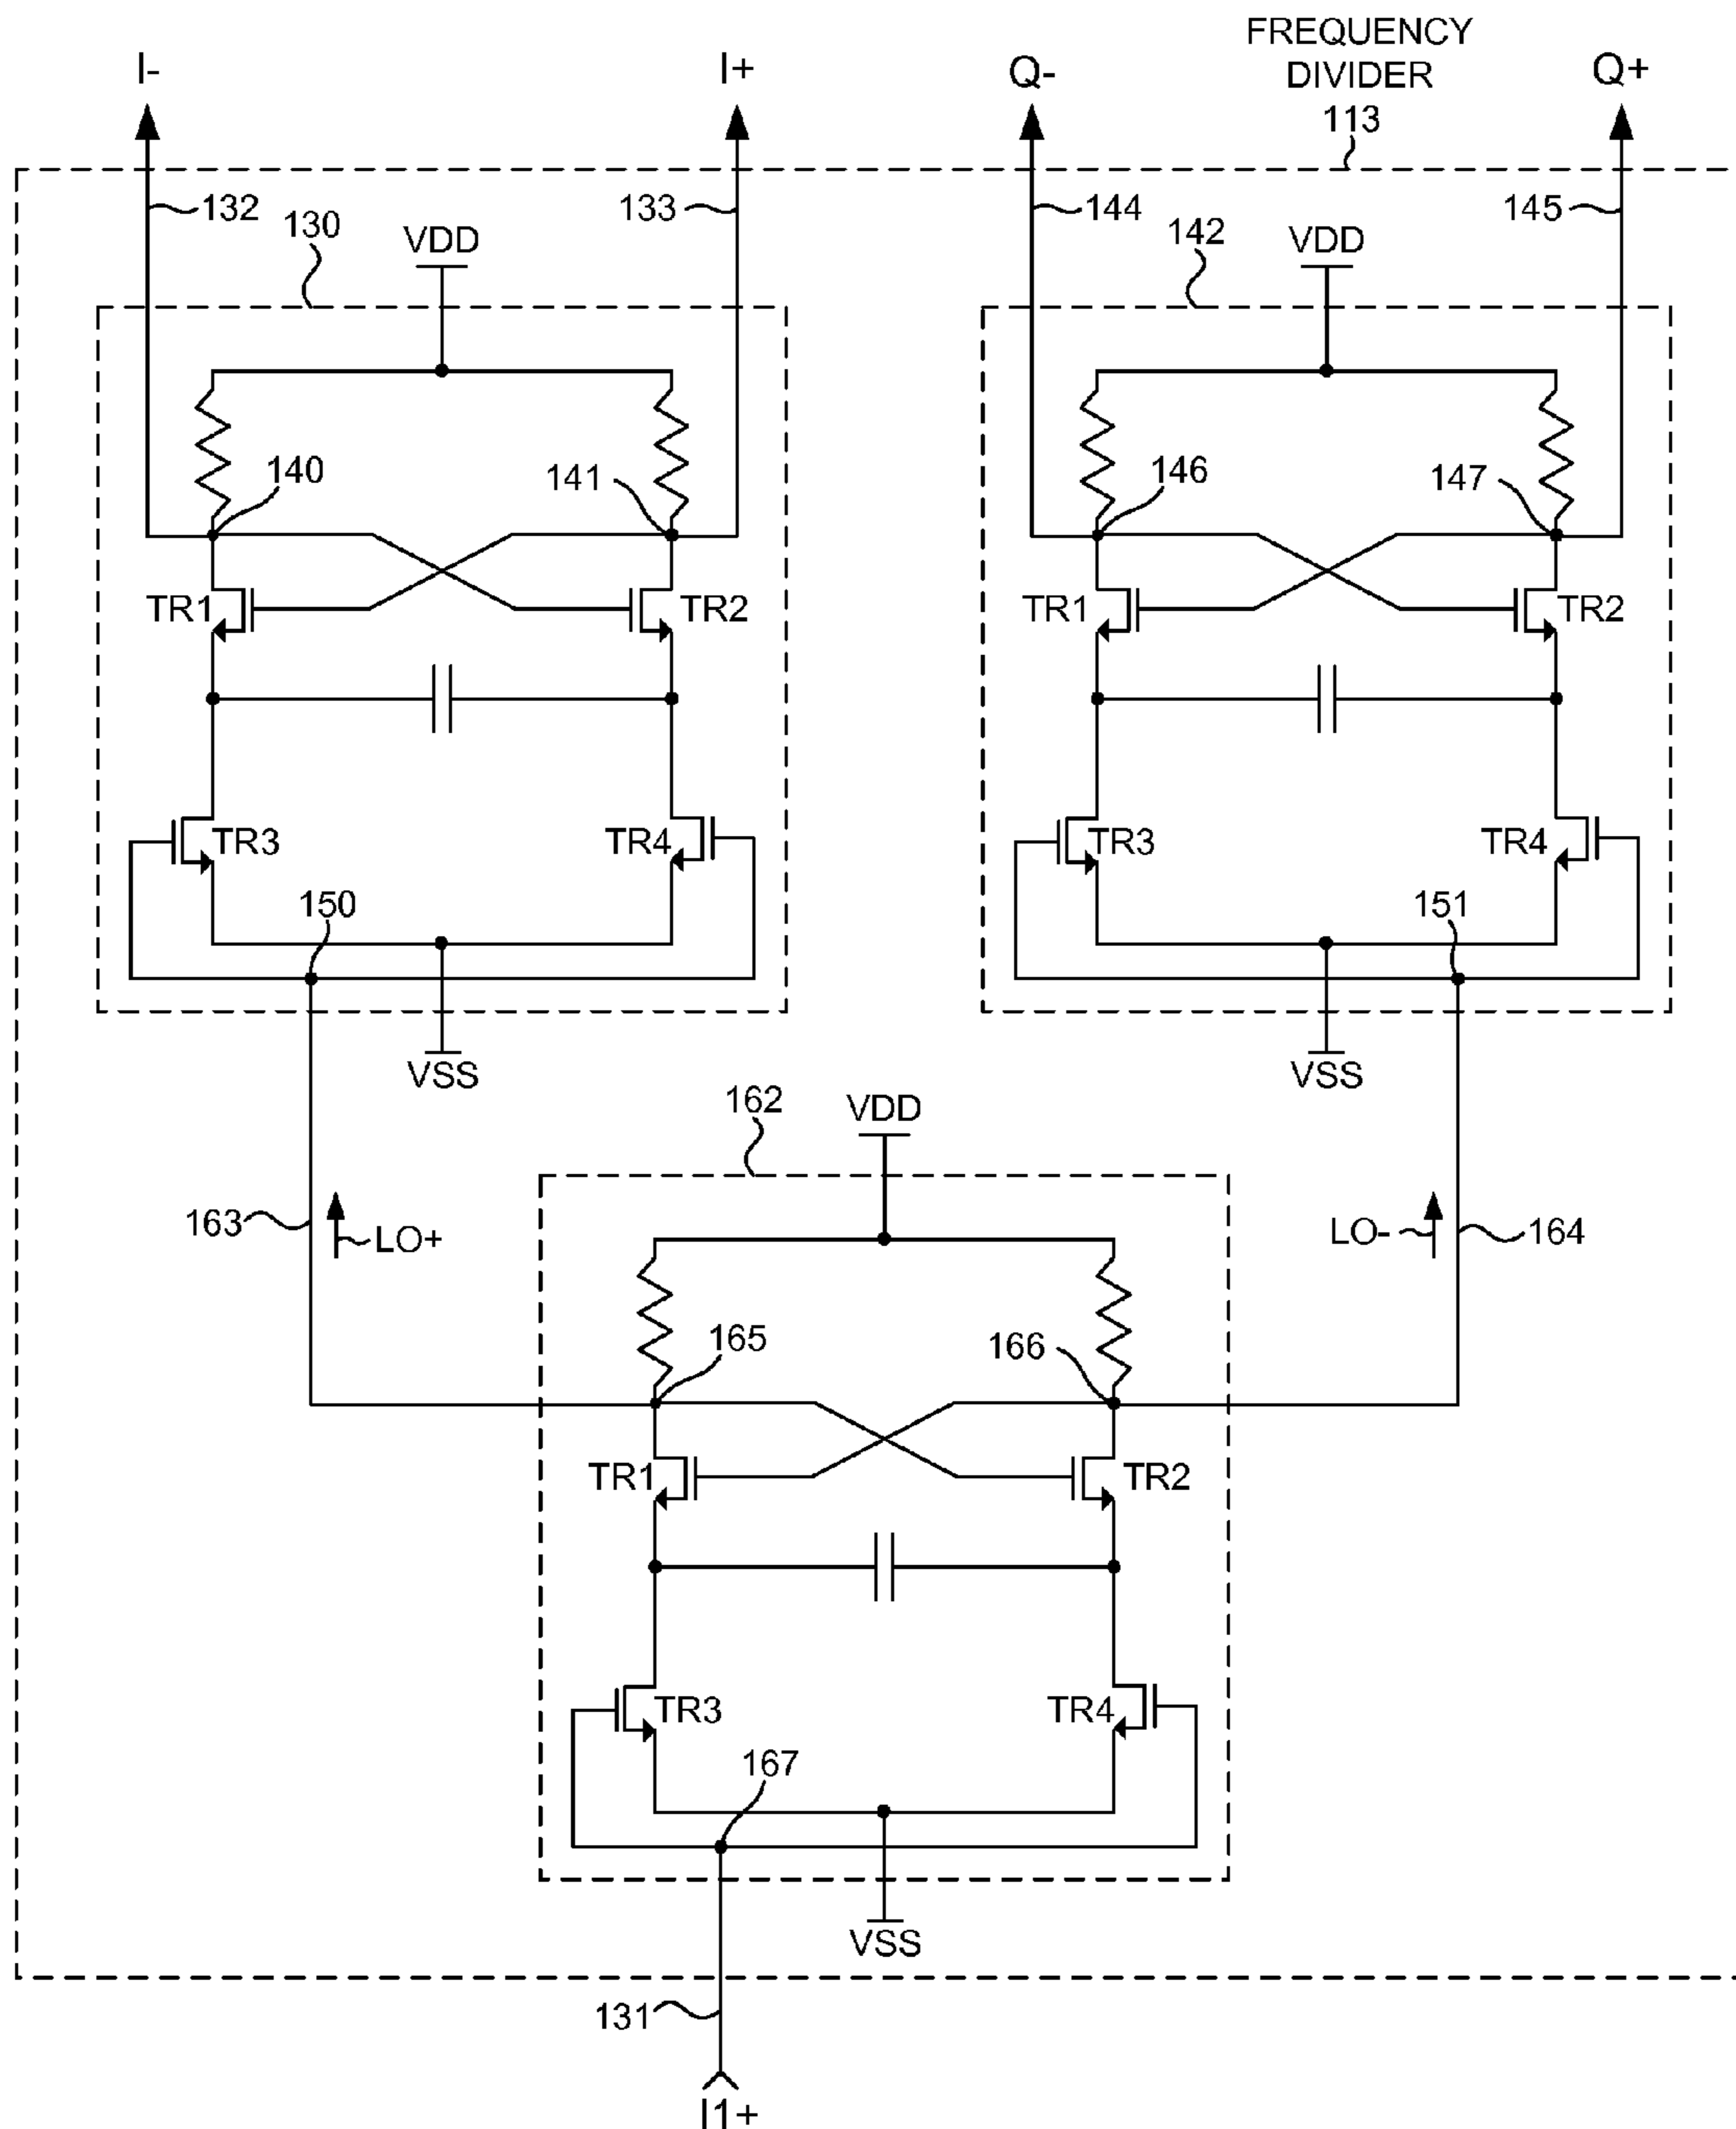 FREQUENCY
DIVIDER
113
I-
I+
Q-
Q+
132
130
133
VDD
144
142
145
VDD
140
141
146
147
TR1
TR2
TR1
TR2
TR3
TR4
TR3
TR4
150
151
VSS
VSS
162
VDD
163
LO+
LO-
164
165
166
TR1
TR2
TR3
TR4
167
VSS
131
I1+